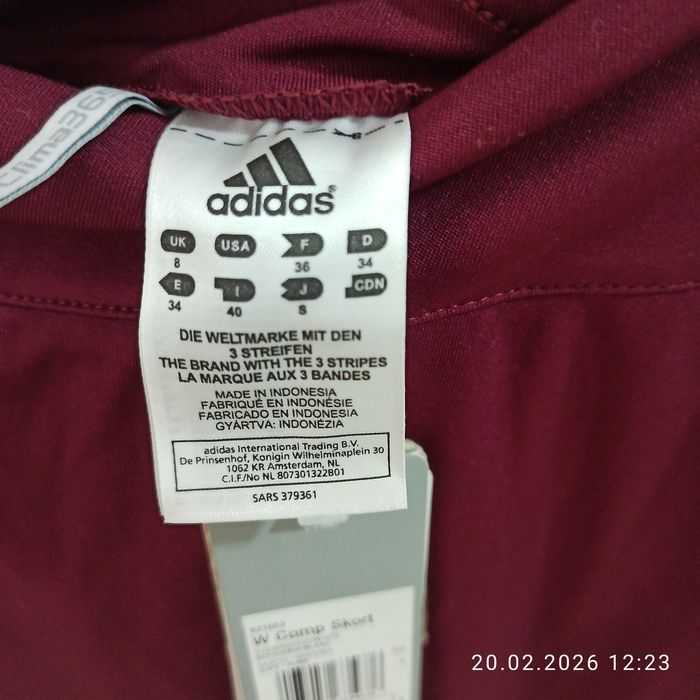 Clima365
adidas®
UK USA F D
8 36 34
E I J CDN
34 40 S
DIE WELTMARKE MIT DEN
3 STREIFEN
THE BRAND WITH THE 3 STRIPES
LA MARQUE AUX 3 BANDES
MADE IN INDONESIA
FABRIQUÉ EN INDONÉSIE
FABRICADO EN INDONESIA
GYÁRTVA: INDONÉZIA
adidas International Trading B.V.
De Prinsenhof, Konigin Wilhelminaplein 30
1062 KR Amsterdam, NL
C.I.F./No NL 807301322B01
SARS 379361
W Comp Skort
20.02.2026 12:23